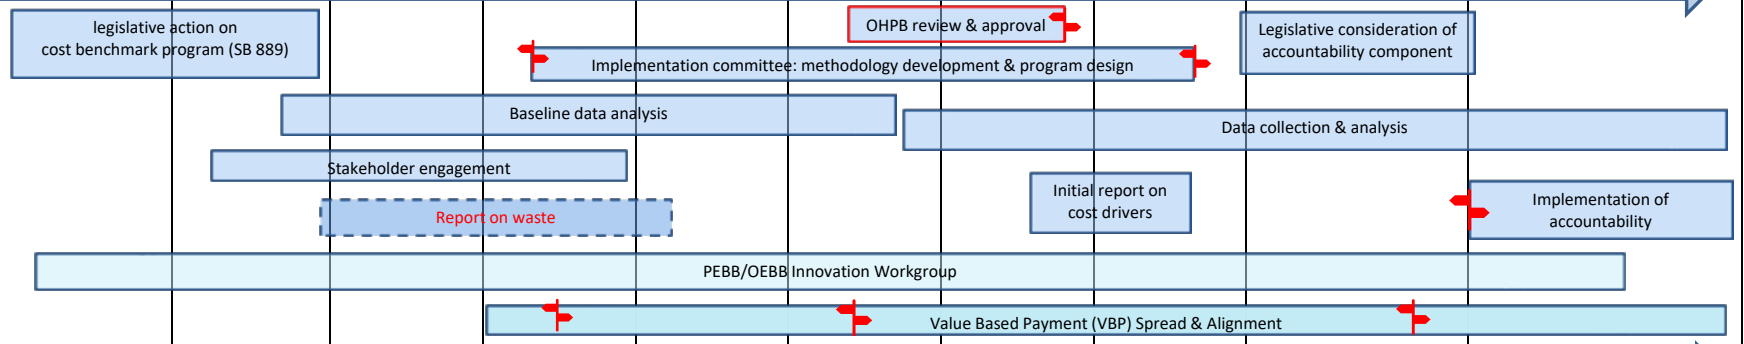 legislative action on
cost benchmark program (SB 889)
OHPB review & approval
Legislative consideration of
accountability component
Implementation committee: methodology development & program design
Baseline data analysis
Data collection & analysis
Stakeholder engagement
Initial report on
cost drivers
Implementation of
accountability
Report on waste
PEBB/OEBB Innovation Workgroup
Value Based Payment (VBP) Spread & Alignment